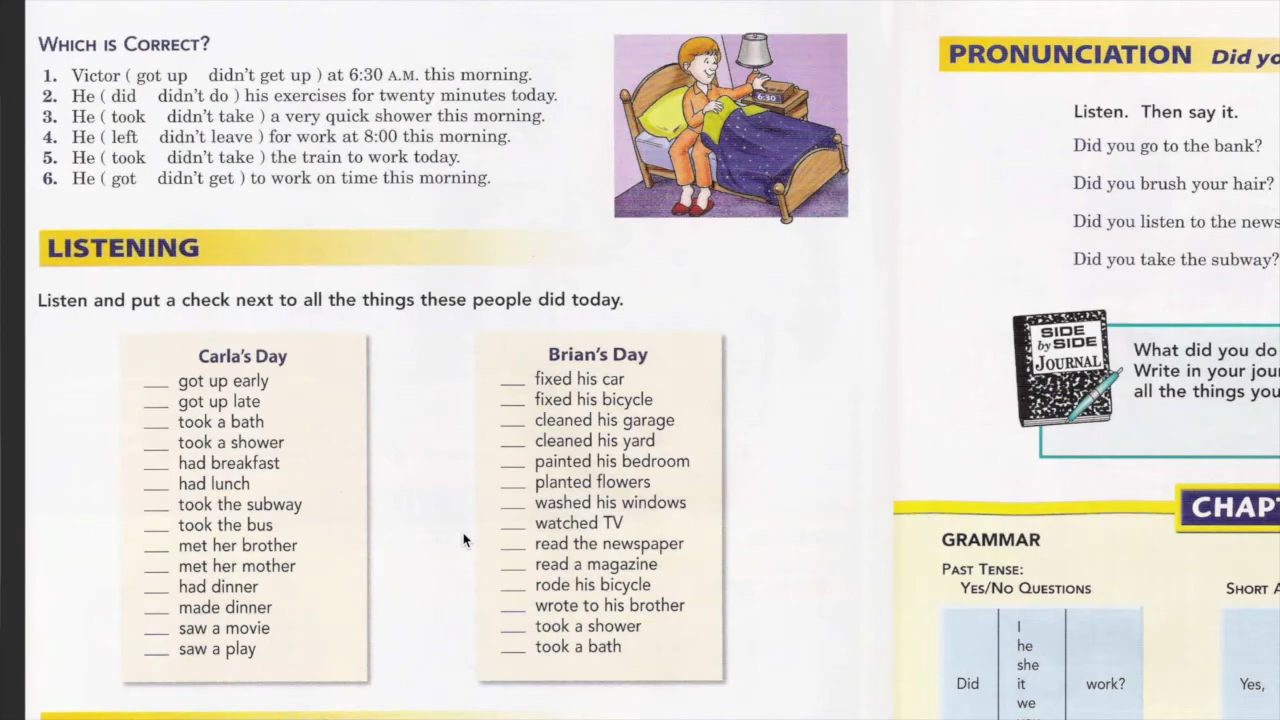 WHICH IS CORRECT?
1. Victor ( got up didn't get up ) at 6:30 A.M. this morning.
2. He ( did didn't do ) his exercises for twenty minutes today.
3. He ( took didn't take ) a very quick shower this morning.
4. He ( left didn't leave ) for work at 8:00 this morning.
5. He ( took didn't take ) the train to work today.
6. He ( got didn't get ) to work on time this morning.
6:30
LISTENING
Listen and put a check next to all the things these people did today.
Carla's Day
___ got up early
___ got up late
___ took a bath
___ took a shower
___ had breakfast
___ had lunch
___ took the subway
___ took the bus
___ met her brother
___ met her mother
___ had dinner
___ made dinner
___ saw a movie
___ saw a play
Brian's Day
___ fixed his car
___ fixed his bicycle
___ cleaned his garage
___ cleaned his yard
___ painted his bedroom
___ planted flowers
___ washed his windows
___ watched TV
___ read the newspaper
___ read a magazine
___ rode his bicycle
___ wrote to his brother
___ took a shower
___ took a bath
PRONUNCIATION Did yo
Listen. Then say it.
Did you go to the bank?
Did you brush your hair?
Did you listen to the news
Did you take the subway?
SIDE
by SIDE
JOURNAL
What did you do
Write in your jour
all the things you
CHAPT
GRAMMAR
PAST TENSE:
YES/NO QUESTIONS
SHORT A
Did
I
he
she
it
we
work?
Yes,